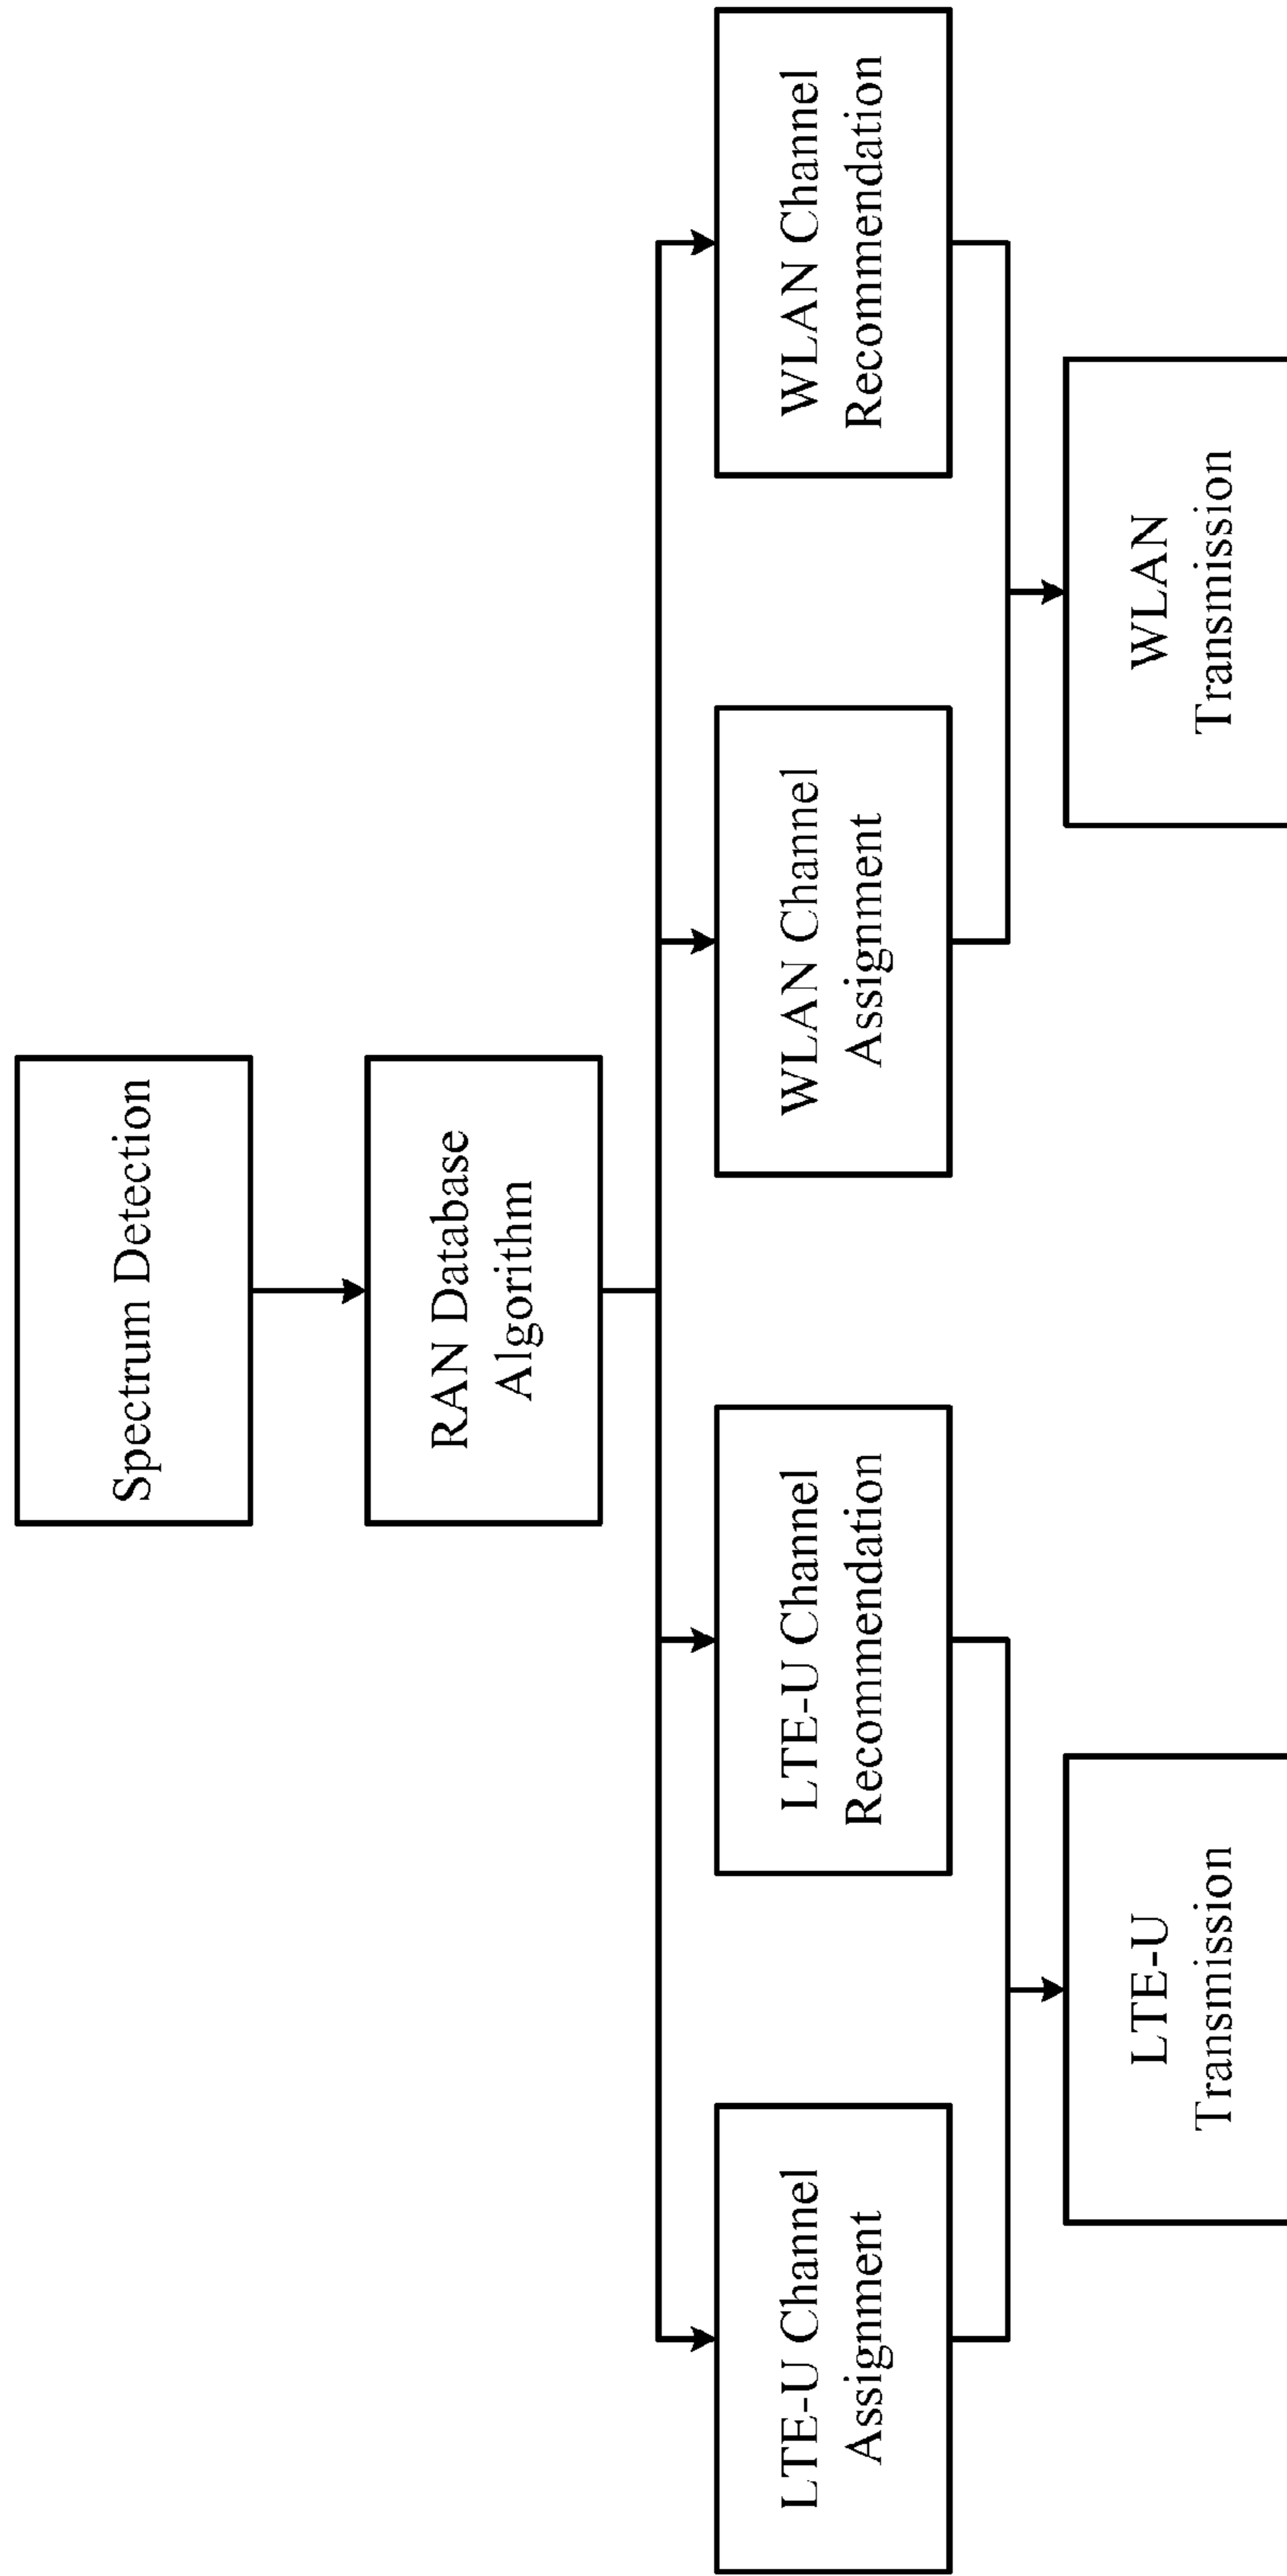 Spectrum Detection
RAN Database
Algorithm
LTE-U Channel
Assignment
LTE-U Channel
Recommendation
WLAN Channel
Assignment
WLAN Channel
Recommendation
LTE-U
Transmission
WLAN
Transmission